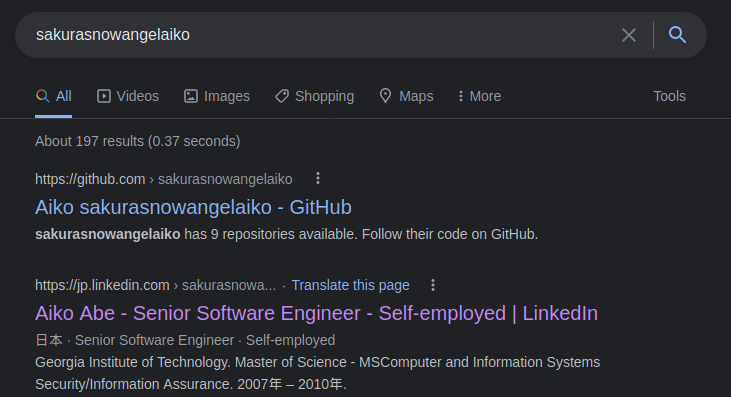 sakurasnowangelaiko
All Videos Images Shopping Maps More Tools
About 197 results (0.37 seconds)
https://github.com › sakurasnowangelaiko
Aiko sakurasnowangelaiko - GitHub
sakurasnowangelaiko has 9 repositories available. Follow their code on GitHub.
https://jp.linkedin.com › sakurasnowa... · Translate this page
Aiko Abe - Senior Software Engineer - Self-employed | LinkedIn
日本 · Senior Software Engineer · Self-employed
Georgia Institute of Technology. Master of Science - MSComputer and Information Systems
Security/Information Assurance. 2007年 – 2010年.